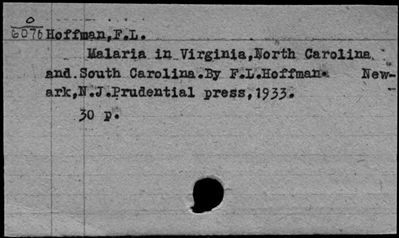 O
6076 Hoffman,F.L.
Malaria in Virginia,North Carolina
and South Carolina.By F.L.Hoffman. New-
ark,N.J.Prudential press,1933.
30 p.